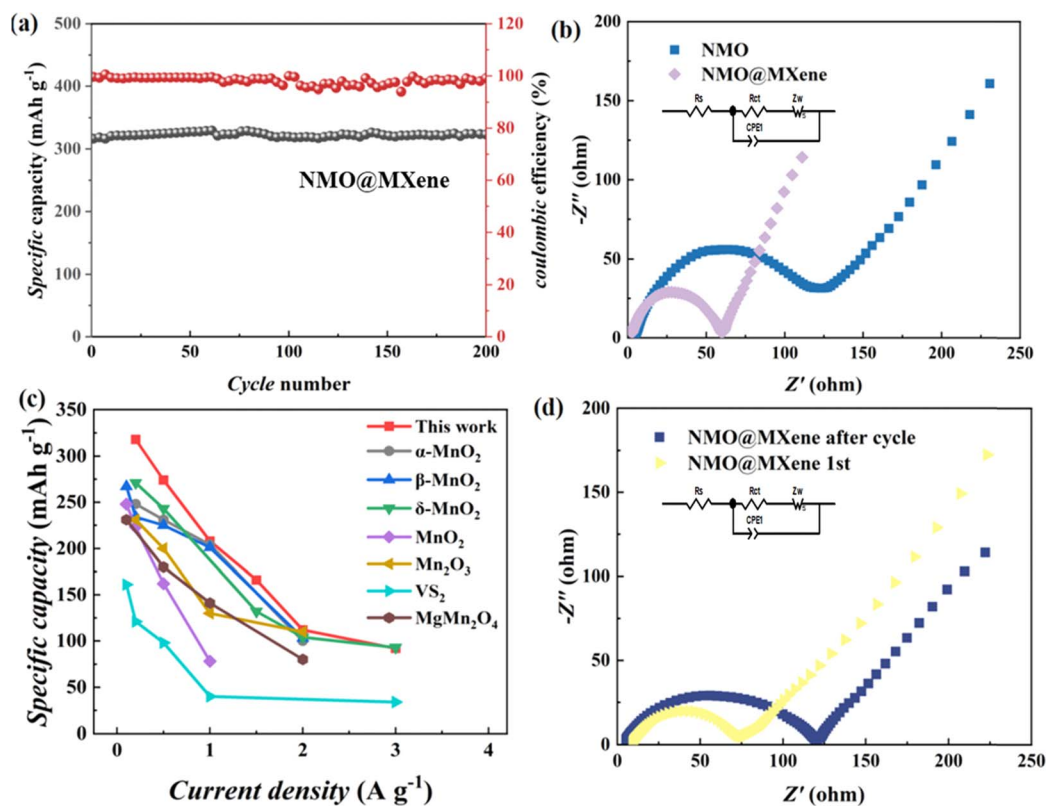 (a)
500
400
300
200
100
0
Specific capacity (mAh g⁻¹)
120
100
80
60
40
20
0
coulombic efficiency (%)
NMO@MXene
0
50
100
150
200
Cycle number
(b)
200
150
100
50
0
-Z″ (ohm)
NMO
NMO@MXene
Rs
Rct
Zw
s
CPE1
0
50
100
150
200
250
Z′ (ohm)
(c)
350
300
250
200
150
100
50
0
Specific capacity (mAh g⁻¹)
This work
α-MnO₂
β-MnO₂
δ-MnO₂
MnO₂
Mn₂O₃
VS₂
MgMn₂O₄
0
1
2
3
4
Current density (A g⁻¹)
(d)
200
150
100
50
0
-Z″ (ohm)
NMO@MXene after cycle
NMO@MXene 1st
Rs
Rct
Zw
s
CPE1
0
50
100
150
200
250
Z′ (ohm)